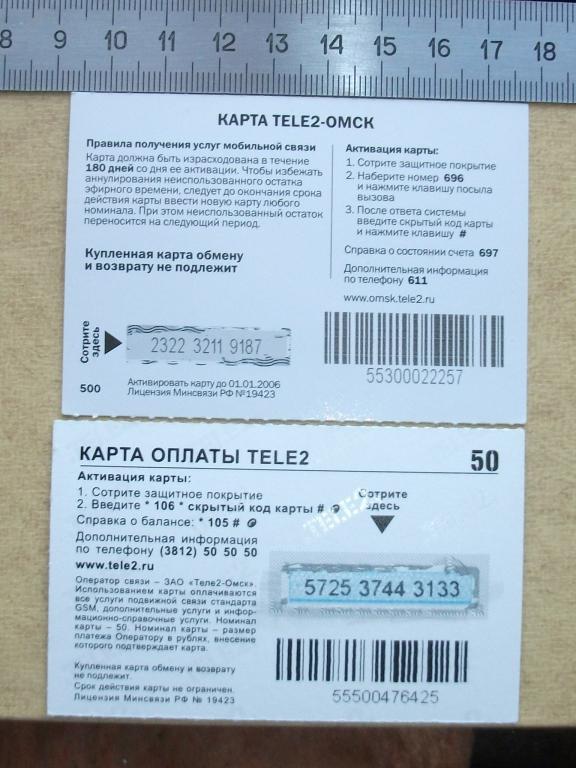 8 9 10 11 12 13 14 15 16 17 18
КАРТА TELE2-ОМСК
Правила получения услуг мобильной связи
Карта должна быть израсходована в течение
180 дней со дня ее активации. Чтобы избежать
аннулирования неиспользованного остатка
эфирного времени, следует до окончания срока
действия карты ввести новую карту любого
номинала. При этом неиспользованный остаток
переносится на следующий период.
Купленная карта обмену
и возврату не подлежит
Активация карты:
1. Сотрите защитное покрытие
2. Наберите номер 696
и нажмите клавишу посыла
вызова
3. После ответа системы
введите скрытый код карты
и нажмите клавишу #
Справка о состоянии счета 697
Дополнительная информация
по телефону 611
www.omsk.tele2.ru
Сотрите
здесь
2322 3211 9187
55300022257
500
Активировать карту до 01.01.2006
Лицензия Минсвязи РФ №19423
КАРТА ОПЛАТЫ TELE2
50
Активация карты:
1. Сотрите защитное покрытие
2. Введите * 106 * скрытый код карты # ✆
Справка о балансе: * 105 # ✆
Дополнительная информация
по телефону (3812) 50 50 50
www.tele2.ru
Сотрите
здесь
TELE2
Оператор связи – ЗАО «Теле2-Омск».
Использованием карты оплачиваются
все услуги подвижной связи стандарта
GSM, дополнительные услуги и инфор-
мационно-справочные услуги. Номинал
карты – 50. Номинал карты – размер
платежа Оператору в рублях, внесение
которого подтверждает карта.
5725 3744 3133
Купленная карта обмену и возврату
не подлежит.
Срок действия карты не ограничен.
Лицензия Минсвязи РФ № 19423
55500476425